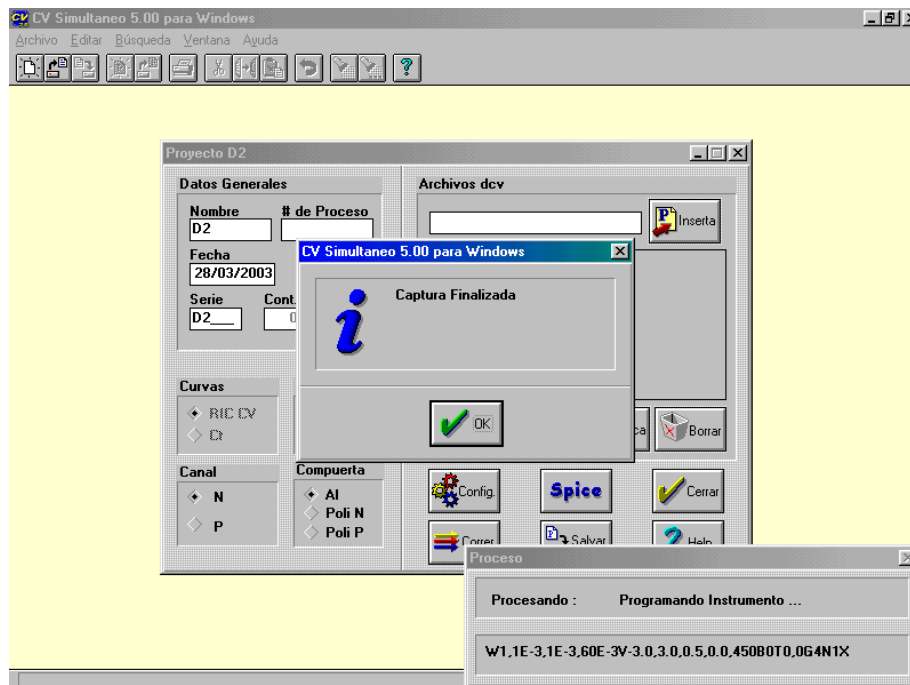 CV Simultaneo 5.00 para Windows
Archivo Editar Búsqueda Ventana Ayuda
Proyecto D2
Datos Generales
Nombre # de Proceso
D2
Fecha
28/03/2003
Serie Cont.
D2___ 0
Curvas
RIC CV
Ct
Canal
N
P
Compuerta
Al
Poli N
Poli P
Archivos dcv
Inserta
Borrar
Config.
Spice
Cerrar
Correr
Salvar
Help
CV Simultaneo 5.00 para Windows
Captura Finalizada
OK
Proceso
Procesando : Programando Instrumento ...
W1,1E-3,1E-3,60E-3V-3.0,3.0,0.5,0.0,450B0T0,0G4N1X